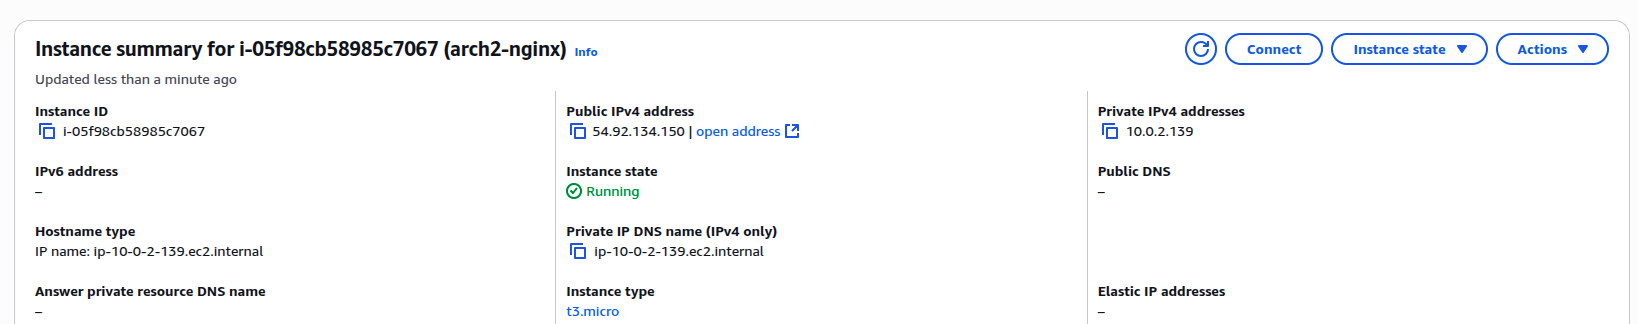 Instance summary for i-05f98cb58985c7067 (arch2-nginx) Info
Connect
Instance state
Actions
Updated less than a minute ago
Instance ID
i-05f98cb58985c7067
Public IPv4 address
54.92.134.150 | open address
Private IPv4 addresses
10.0.2.139
IPv6 address
–
Instance state
Running
Public DNS
–
Hostname type
IP name: ip-10-0-2-139.ec2.internal
Private IP DNS name (IPv4 only)
ip-10-0-2-139.ec2.internal
Answer private resource DNS name
–
Instance type
t3.micro
Elastic IP addresses
–